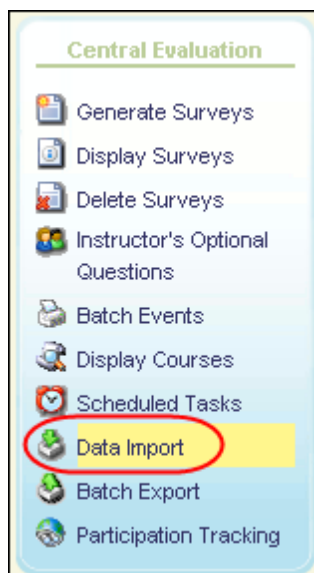 Central Evaluation
Generate Surveys
Display Surveys
Delete Surveys
Instructor's Optional
Questions
Batch Events
Display Courses
Scheduled Tasks
Data Import
Batch Export
Participation Tracking